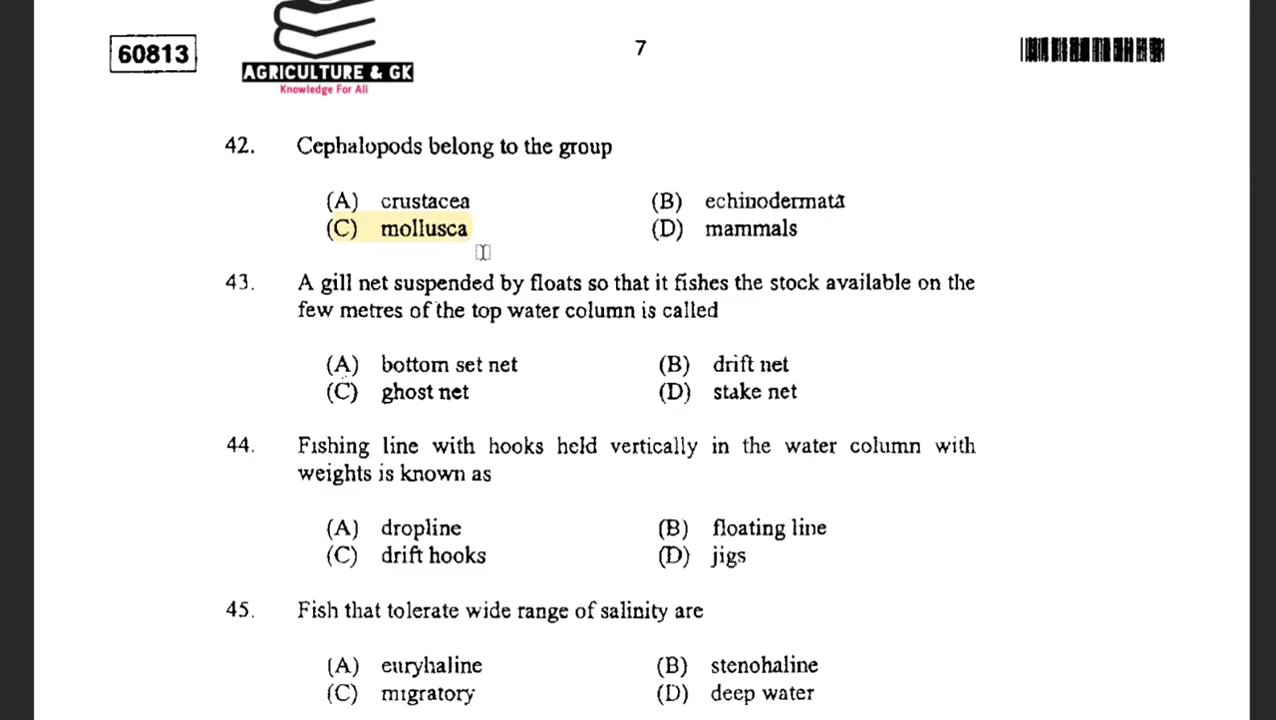 60813
AGRICULTURE & GK
Knowledge For All
7
42. Cephalopods belong to the group
(A) crustacea (B) echinodermata
(C) mollusca (D) mammals
43. A gill net suspended by floats so that it fishes the stock available on the
few metres of the top water column is called
(A) bottom set net (B) drift net
(C) ghost net (D) stake net
44. Fishing line with hooks held vertically in the water column with
weights is known as
(A) dropline (B) floating line
(C) drift hooks (D) jigs
45. Fish that tolerate wide range of salinity are
(A) euryhaline (B) stenohaline
(C) migratory (D) deep water